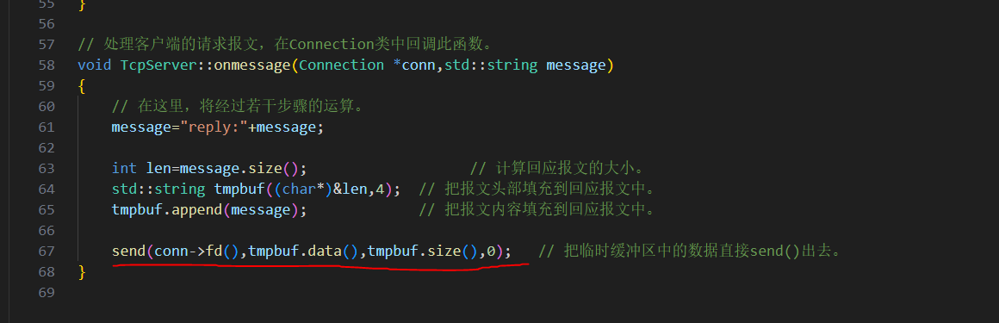 55 }
56
57 // 处理客户端的请求报文，在Connection类中回调此函数。
58 void TcpServer::onmessage(Connection *conn,std::string message)
59 {
60 // 在这里，将经过若干步骤的运算。
61 message="reply:"+message;
62
63 int len=message.size(); // 计算回应报文的大小。
64 std::string tmpbuf((char*)&len,4); // 把报文头部填充到回应报文中。
65 tmpbuf.append(message); // 把报文内容填充到回应报文中。
66
67 send(conn->fd(),tmpbuf.data(),tmpbuf.size(),0); // 把临时缓冲区中的数据直接send()出去。
68 }
69